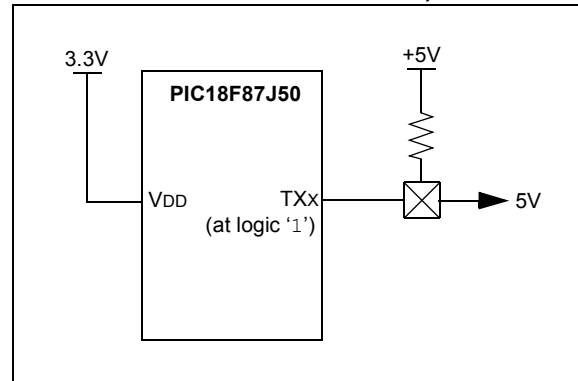 3.3V
+5V
PIC18F87J50
VDD
TXX
5V
(at logic ‘1’)